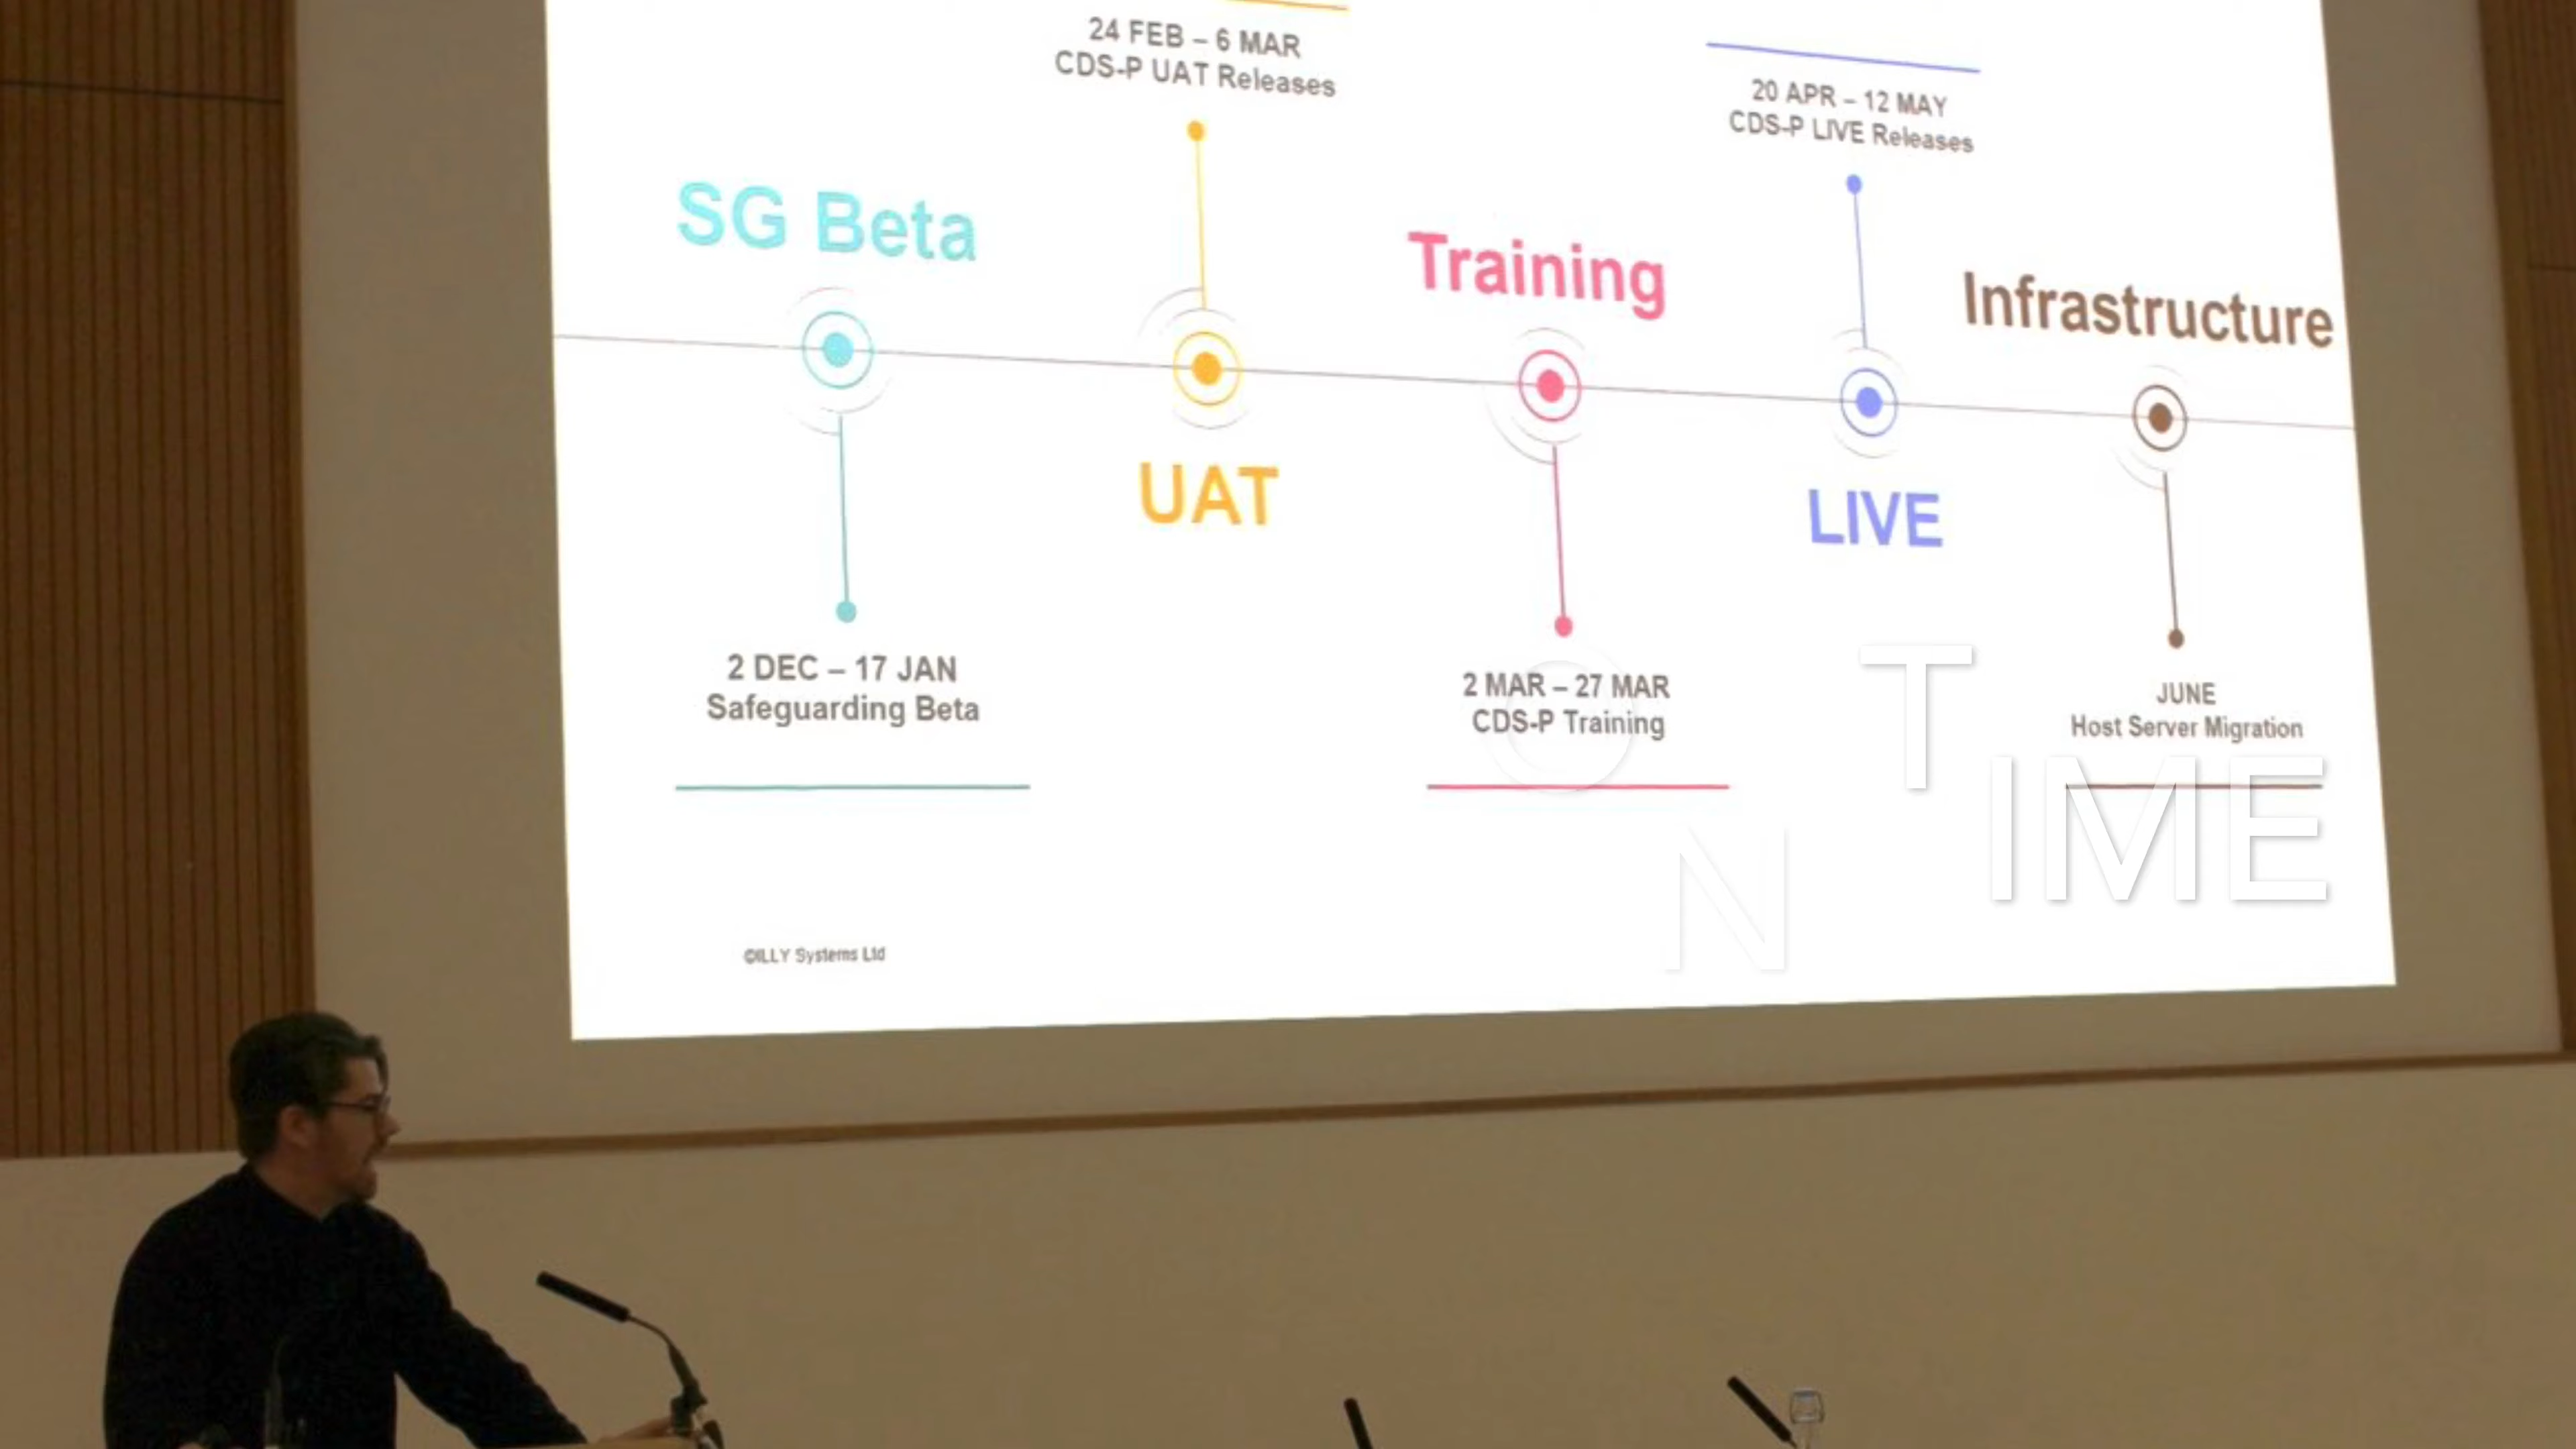 24 FEB – 6 MAR
CDS-P UAT Releases
20 APR – 12 MAY
CDS-P LIVE Releases
SG Beta
Training
Infrastructure
UAT
LIVE
2 DEC – 17 JAN
Safeguarding Beta
2 MAR – 27 MAR
CDS-P Training
JUNE
Host Server Migration
ON TIME
©ILLY Systems Ltd